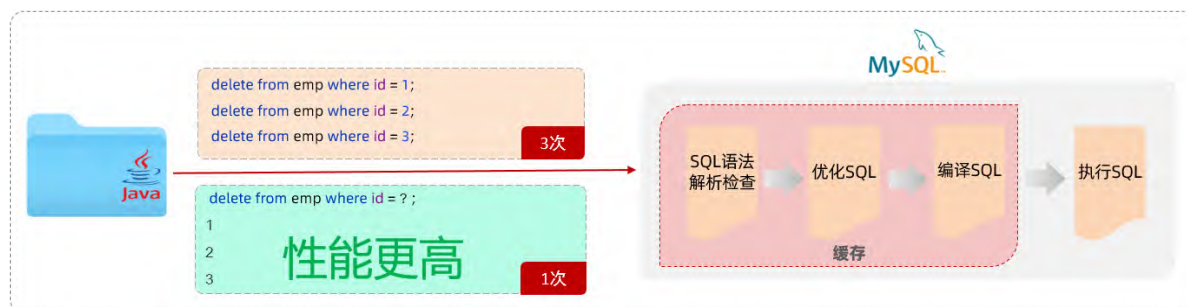 MySQL
delete from emp where id = 1;
delete from emp where id = 2;
delete from emp where id = 3;
3次
Java
delete from emp where id = ? ;
1
2
3
性能更高
1次
SQL语法
解析检查
优化SQL
编译SQL
执行SQL
缓存